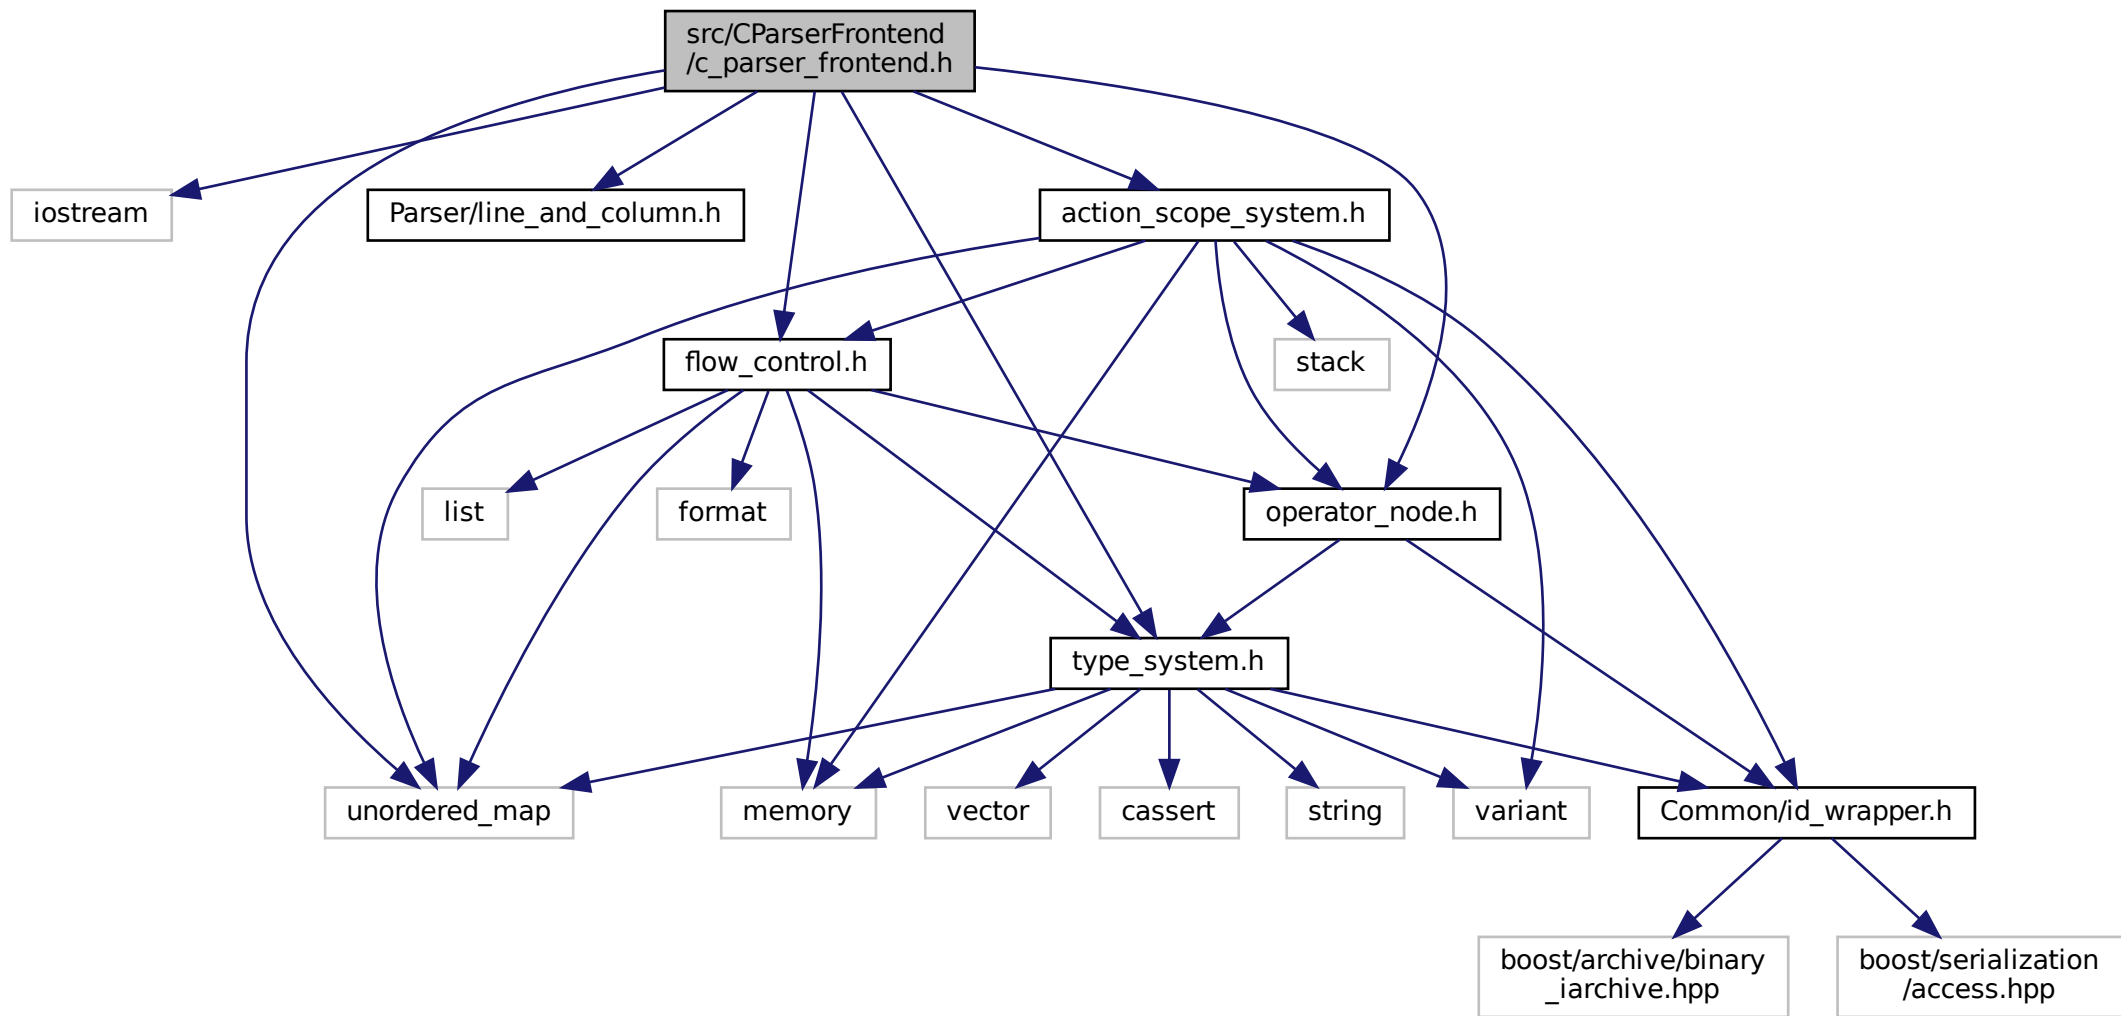 src/CParserFrontend
/c_parser_frontend.h
iostream
Parser/line_and_column.h
action_scope_system.h
flow_control.h
stack
list
format
operator_node.h
type_system.h
unordered_map
memory
vector
cassert
string
variant
Common/id_wrapper.h
boost/archive/binary
_iarchive.hpp
boost/serialization
/access.hpp